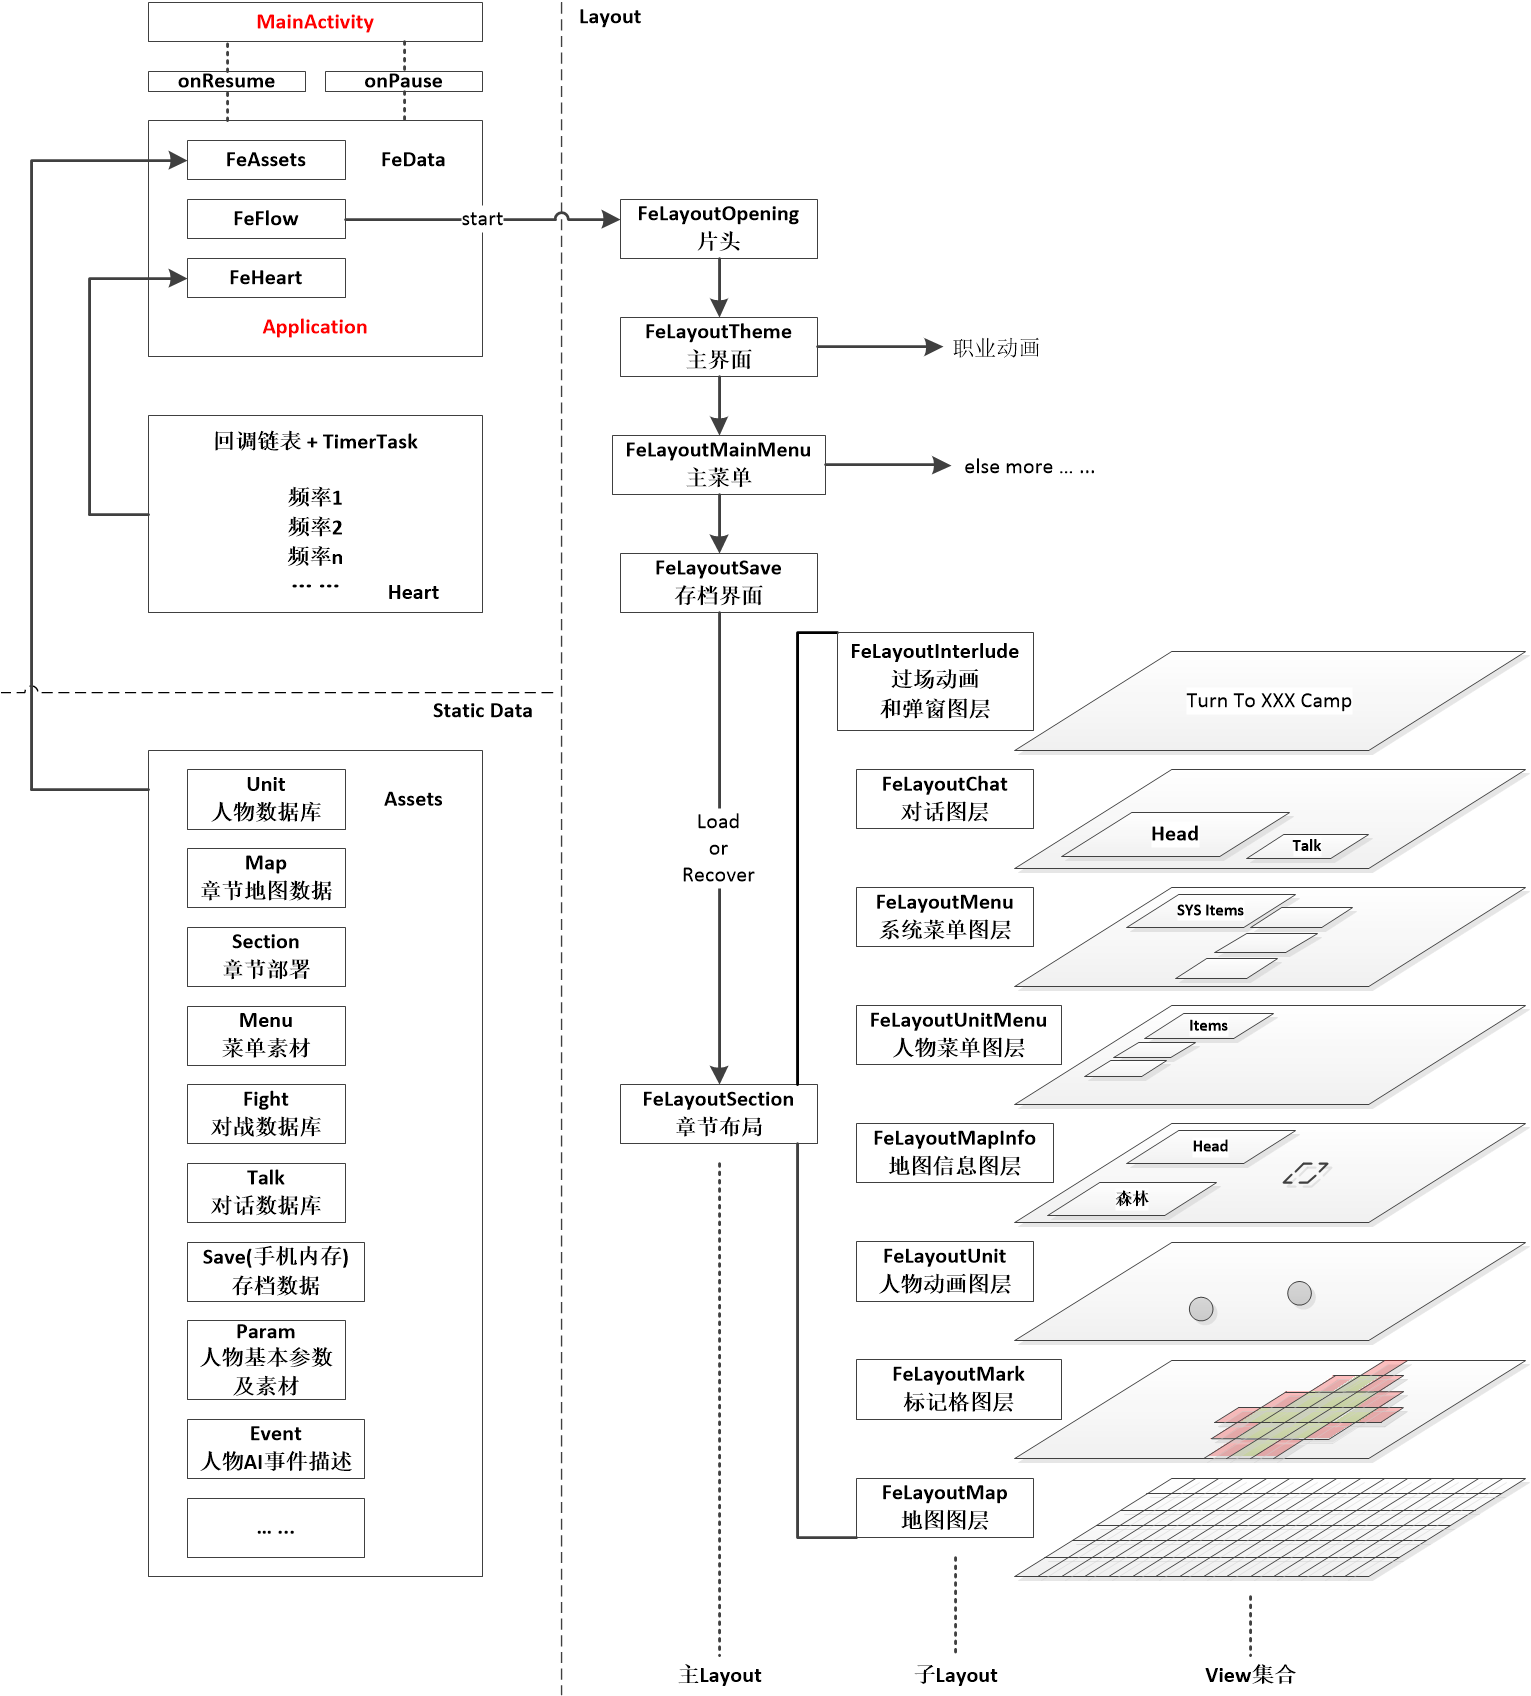 MainActivity
onResume
onPause
FeAssets
FeData
FeFlow
start
FeHeart
Application
回调链表 + TimerTask
频率1
频率2
频率n
... ...
Heart
Static Data
Assets
Unit
人物数据库
Map
章节地图数据
Section
章节部署
Menu
菜单素材
Fight
对战数据库
Talk
对话数据库
Save(手机内存)
存档数据
Param
人物基本参数
及素材
Event
人物AI事件描述
... ...
Layout
FeLayoutOpening
片头
FeLayoutTheme
主界面
职业动画
FeLayoutMainMenu
主菜单
else more ... ...
FeLayoutSave
存档界面
Load
or
Recover
FeLayoutSection
章节布局
FeLayoutInterlude
过场动画
和弹窗图层
Turn To XXX Camp
FeLayoutChat
对话图层
Head
Talk
FeLayoutMenu
系统菜单图层
SYS Items
FeLayoutUnitMenu
人物菜单图层
Items
FeLayoutMapInfo
地图信息图层
Head
森林
FeLayoutUnit
人物动画图层
FeLayoutMark
标记格图层
FeLayoutMap
地图图层
主Layout
子Layout
View集合